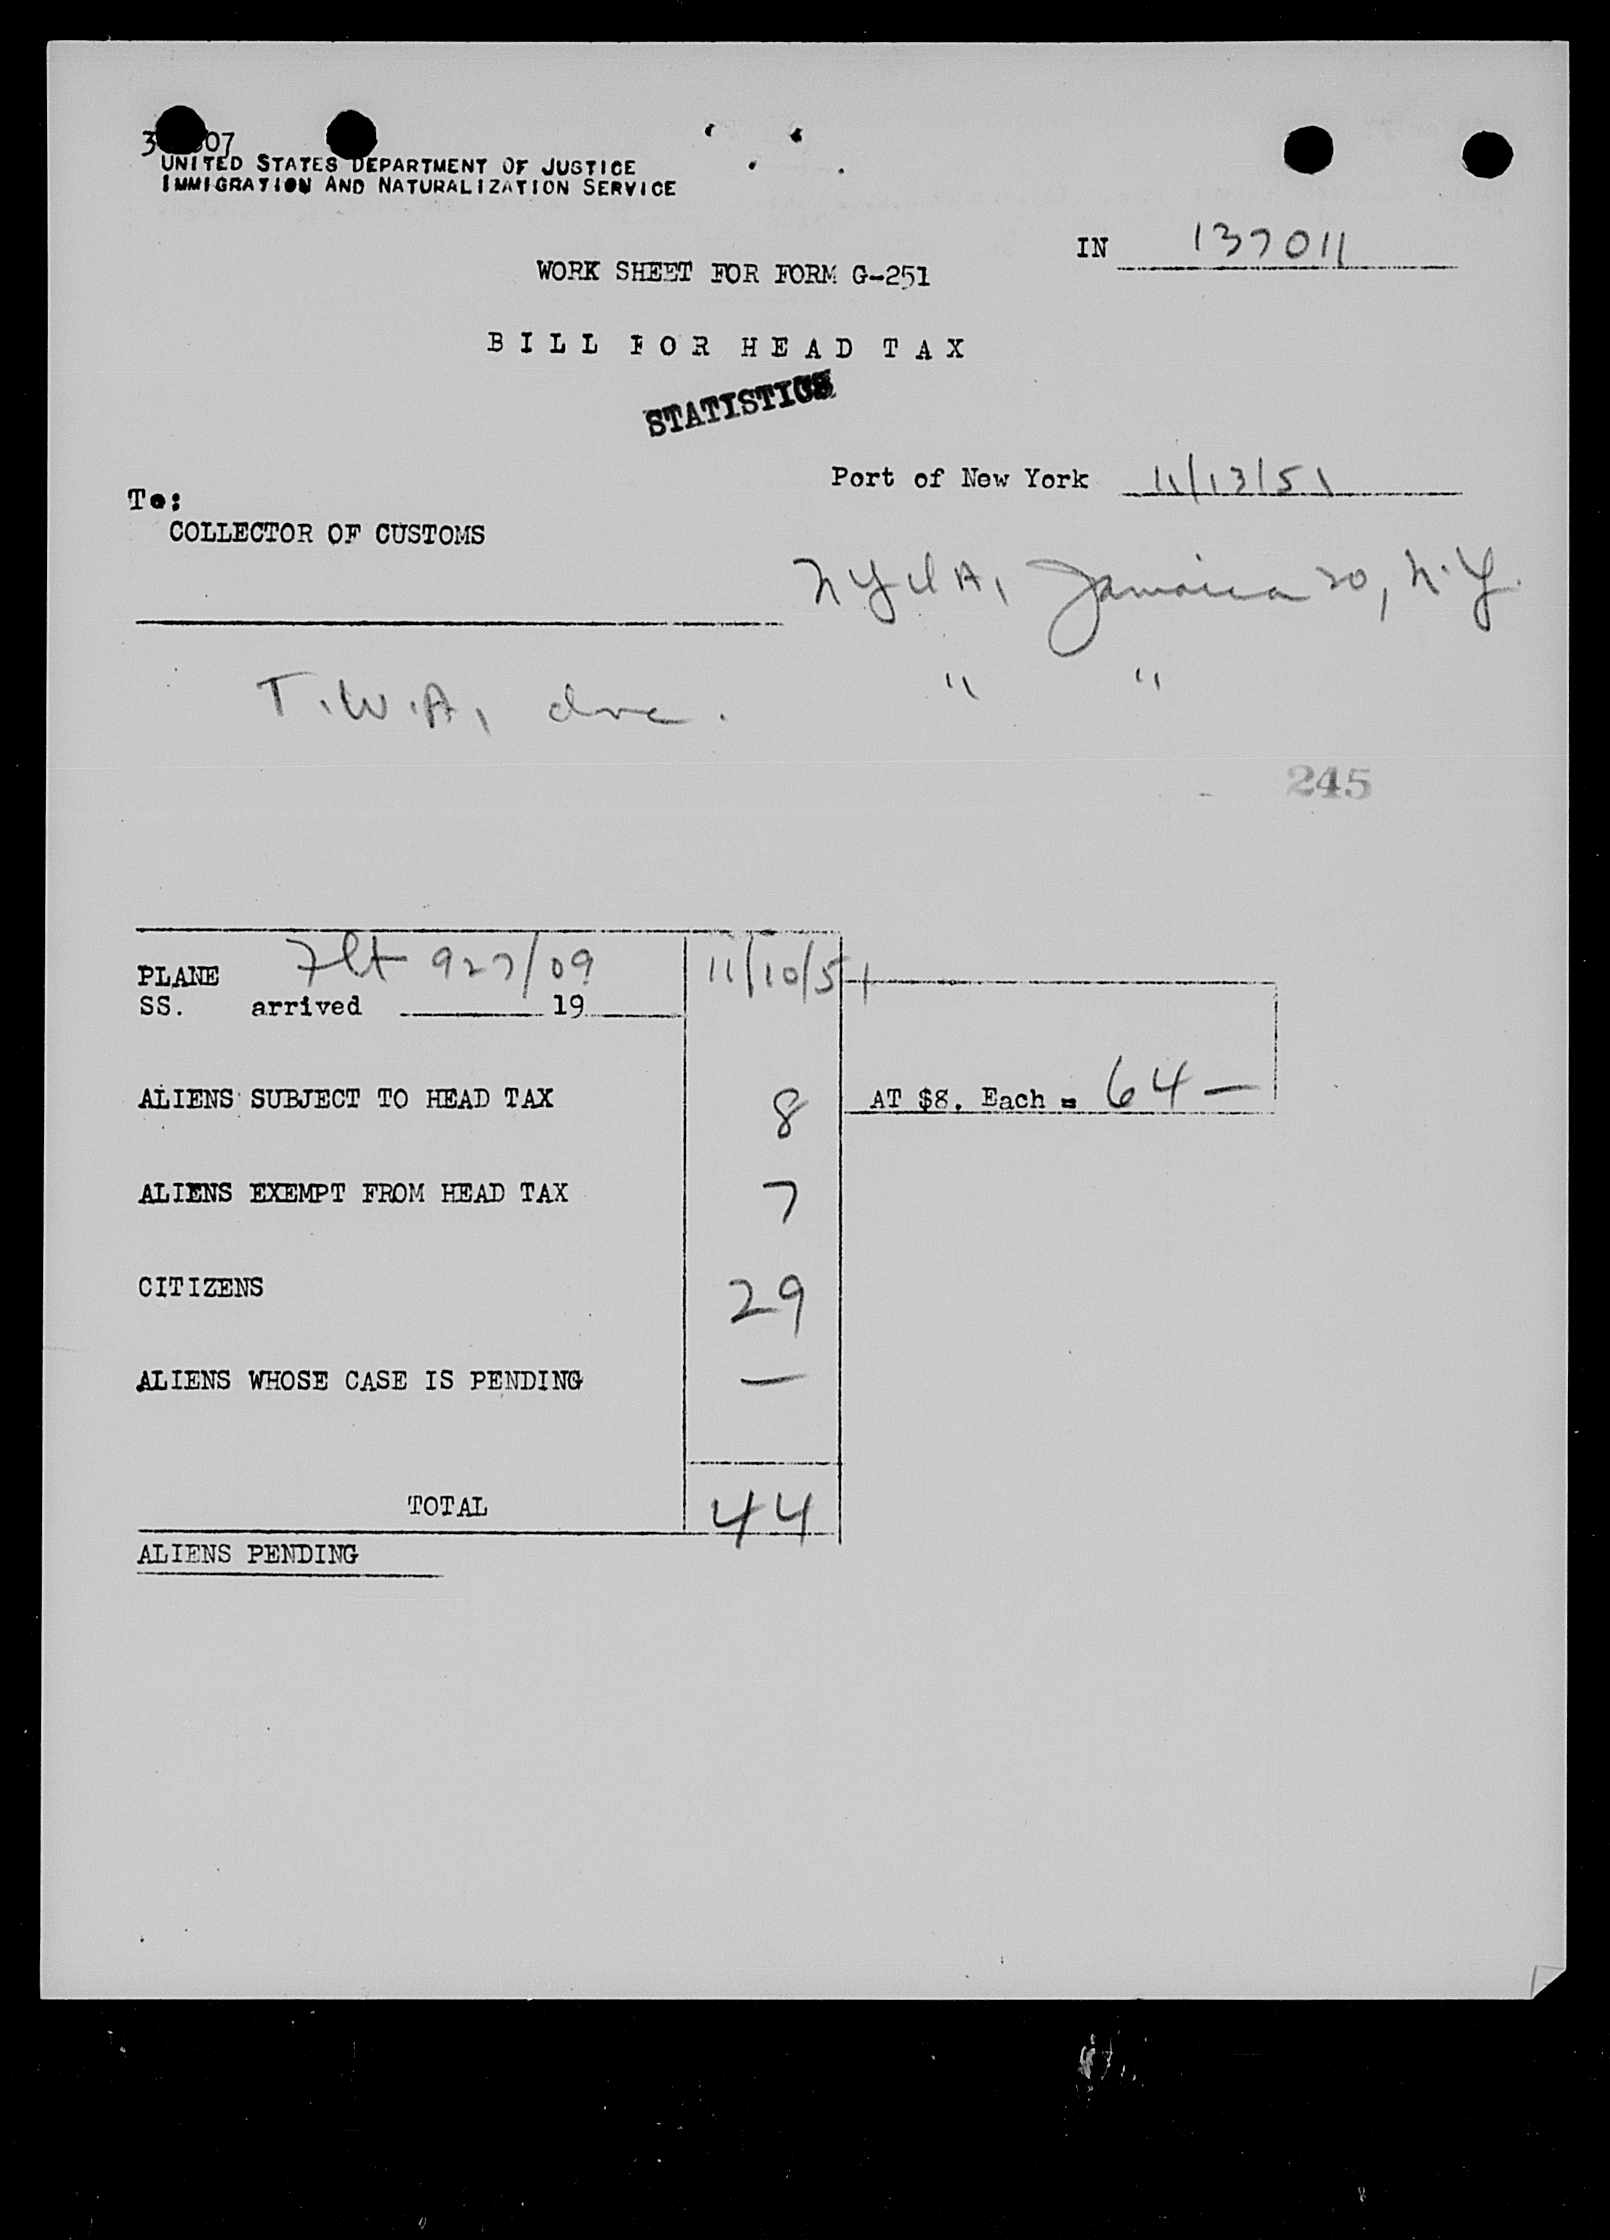 07
UNITED STATES DEPARTMENT OF JUSTICE
IMMIGRATION AND NATURALIZATION SERVICE
IN 137011
WORK SHEET FOR FORM G-251
BILL FOR HEAD TAX
STATISTICS
Port of New York 11/13/51
To:
COLLECTOR OF CUSTOMS
NYIA, Jamaica 20, N.Y.
T.W.A, Inc. " "
245
PLANE Flt 927/09 11/10/51
SS. arrived 19
ALIENS SUBJECT TO HEAD TAX 8 AT $8. Each = 64 —
ALIENS EXEMPT FROM HEAD TAX 7
CITIZENS 29
ALIENS WHOSE CASE IS PENDING —
TOTAL 44
ALIENS PENDING